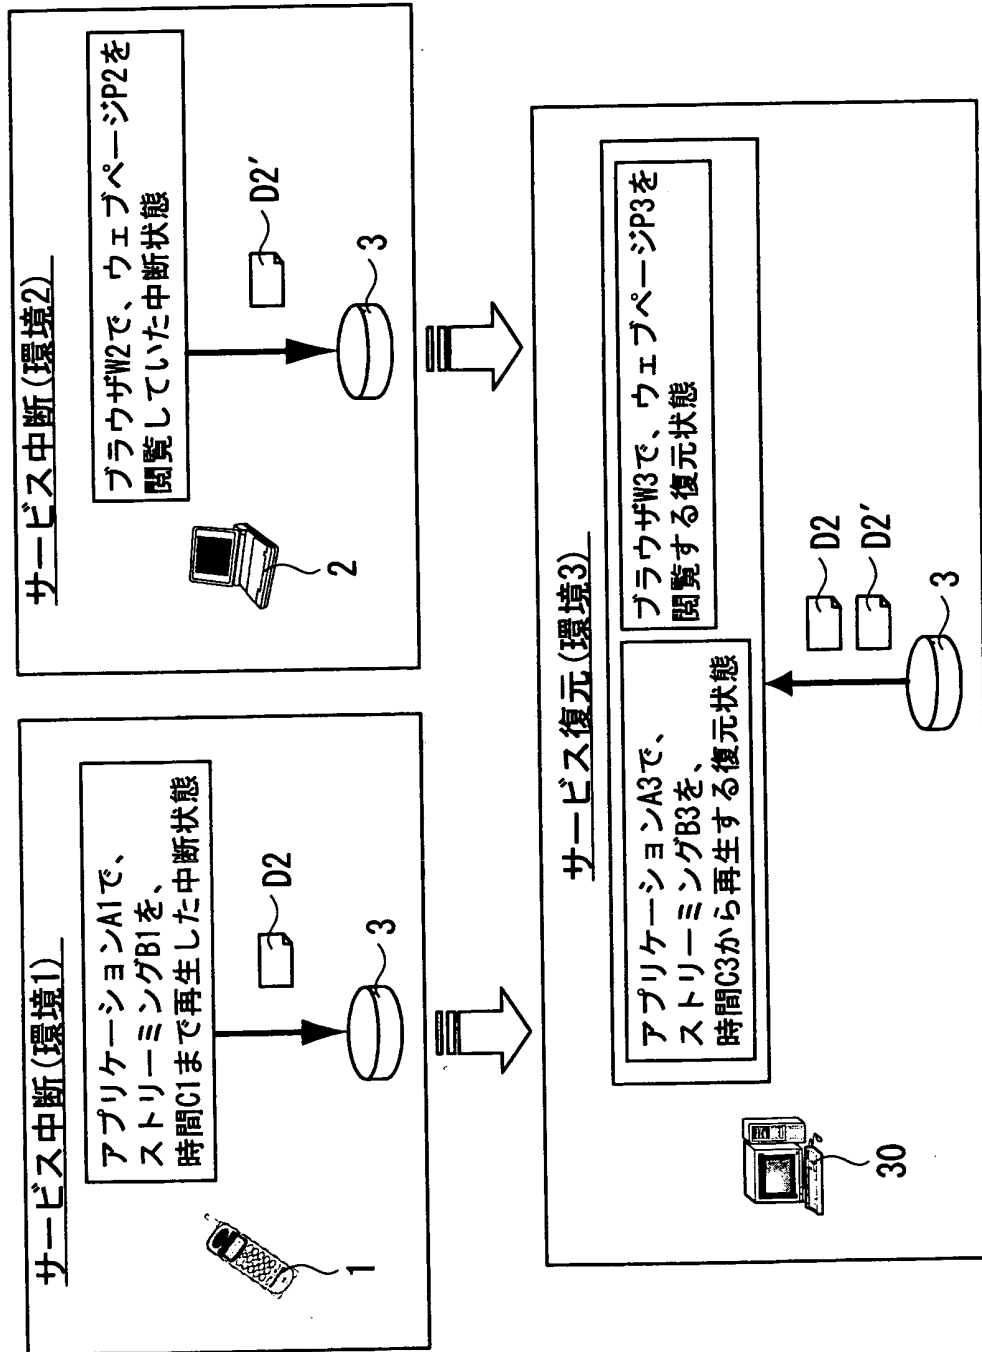 サービス中断(環境1)
アプリケーションA1で、
ストリーミングB1を、
時間C1まで再生した中断状態
D2
1
3
サービス中断(環境2)
ブラウザW2で、ウェブページP2を
閲覧していた中断状態
D2′
2
3
サービス復元(環境3)
アプリケーションA3で、
ストリーミングB3を、
時間C3から再生する復元状態
ブラウザW3で、ウェブページP3を
閲覧する復元状態
D2
D2′
30
3